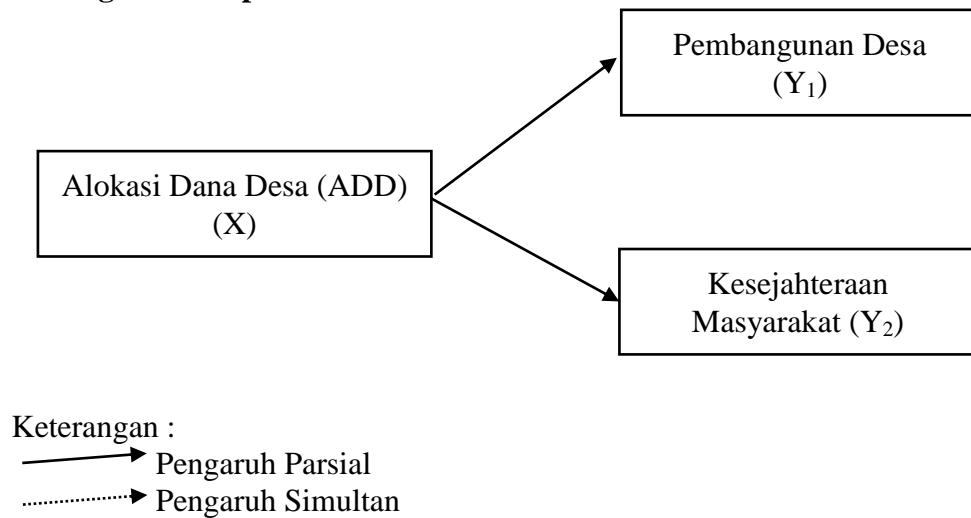 Pembangunan Desa
(Y₁)
Alokasi Dana Desa (ADD)
(X)
Kesejahteraan
Masyarakat (Y₂)
Keterangan :
Pengaruh Parsial
Pengaruh Simultan